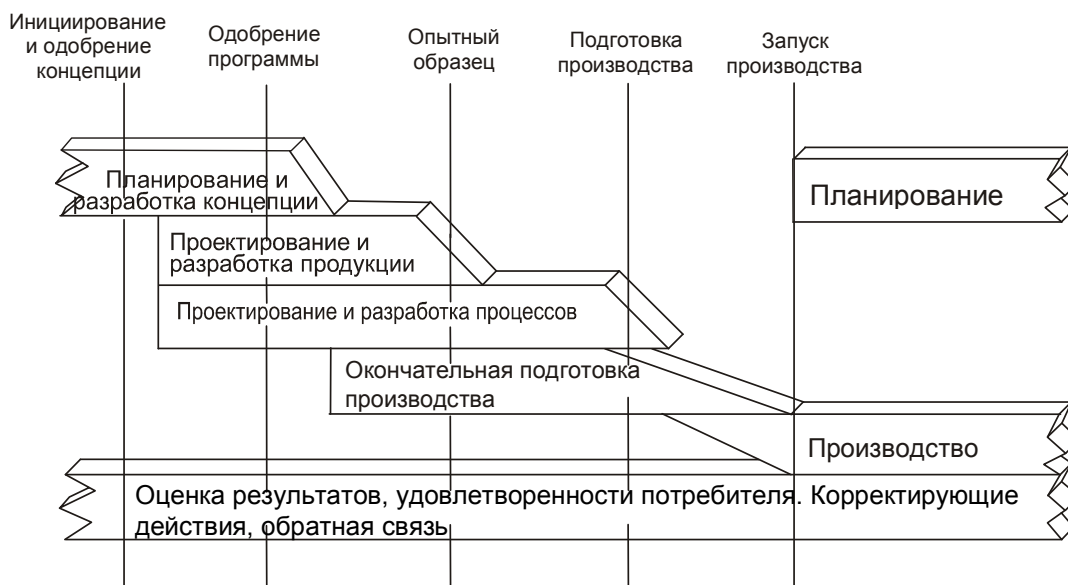 Инициирование
и одобрение
концепции
Одобрение
программы
Опытный
образец
Подготовка
производства
Запуск
производства
Планирование и
разработка концепции
Планирование
Проектирование и
разработка продукции
Проектирование и разработка процессов
Окончательная подготовка
производства
Производство
Оценка результатов, удовлетворенности потребителя. Корректирующие
действия, обратная связь